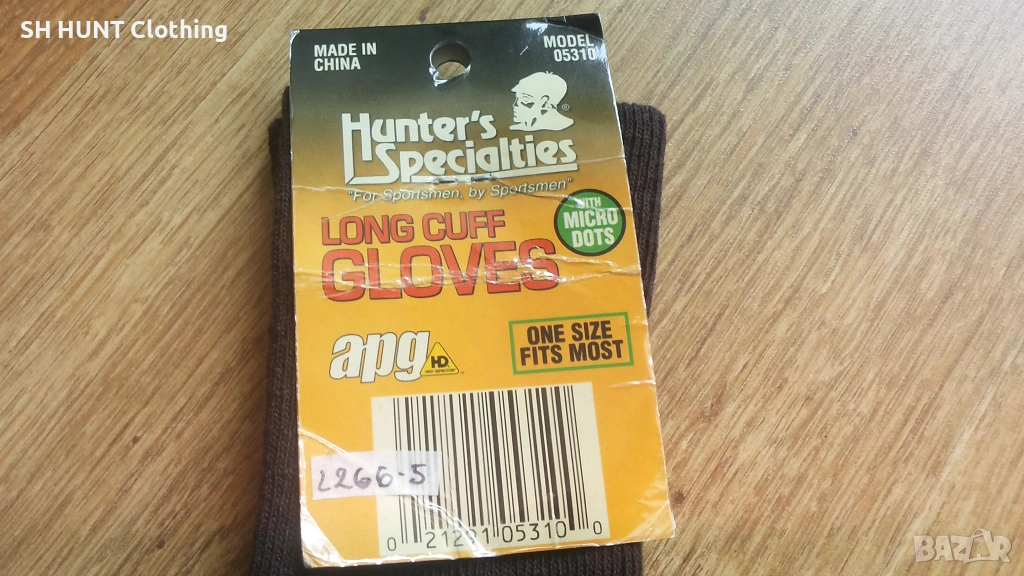 SH HUNT Clothing
MADE IN
CHINA
MODEL
05310
Hunter's
Specialties
®
"For Sportsmen, by Sportsmen"
WITH
MICRO
DOTS
LONG CUFF
GLOVES
apg
HD
ONE SIZE
FITS MOST
2266-5
0 21291 05310 0
BAZAR